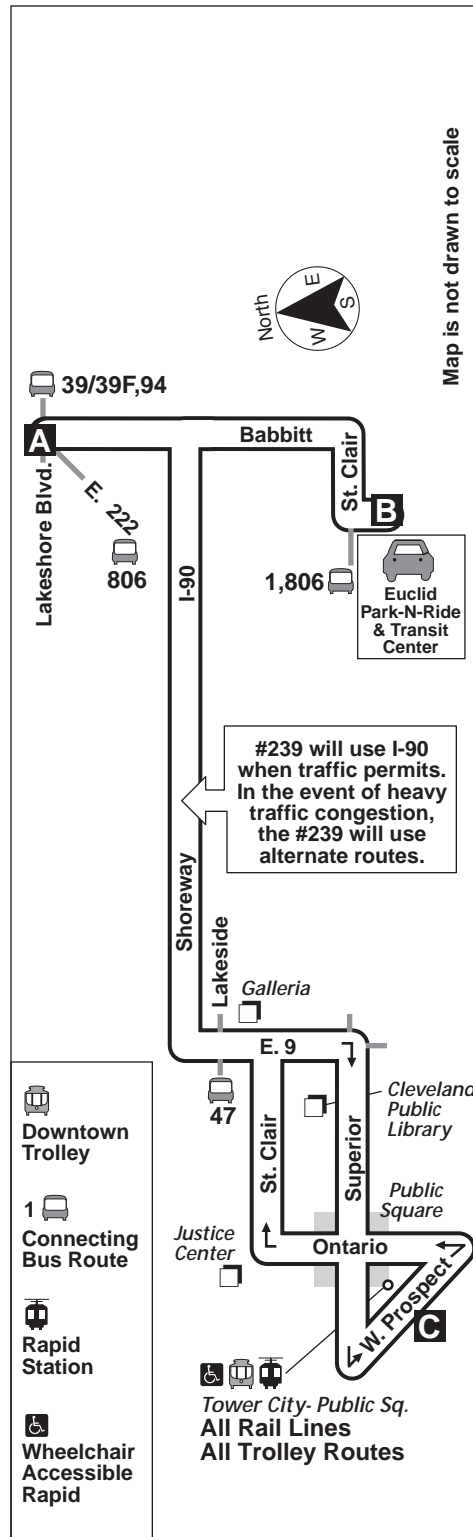 Map is not drawn to scale
North
E
S
W
39/39F,94
A
Babbitt
Lakeshore Blvd.
E. 222
806
I-90
St. Clair
B
1,806
Euclid
Park-N-Ride
& Transit
Center
#239 will use I-90
when traffic permits.
In the event of heavy
traffic congestion,
the #239 will use
alternate routes.
Shoreway
Lakeside
Galleria
E. 9
47
Cleveland
Public
Library
St. Clair
Superior
Public
Square
Justice
Center
Ontario
W. Prospect
C
Tower City- Public Sq.
All Rail Lines
All Trolley Routes
Downtown
Trolley
1
Connecting
Bus Route
Rapid
Station
Wheelchair
Accessible
Rapid